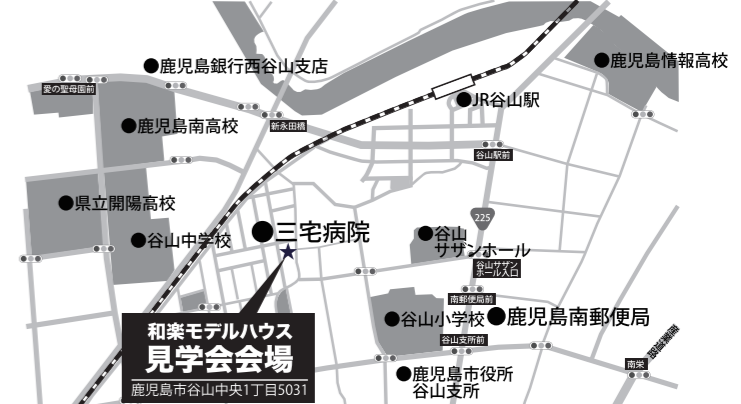 鹿児島銀行西谷山支店
鹿児島情報高校
愛の聖母園前
JR谷山駅
鹿児島南高校
新永田橋
谷山駅前
県立開陽高校
225
谷山中学校
三宅病院
谷山
サザンホール
谷山サザン
ホール入口
南郵便局前
谷山小学校
鹿児島南郵便局
和楽モデルハウス
見学会会場
鹿児島市谷山中央1丁目5031
谷山支所前
南栄
鹿児島市役所
谷山支所